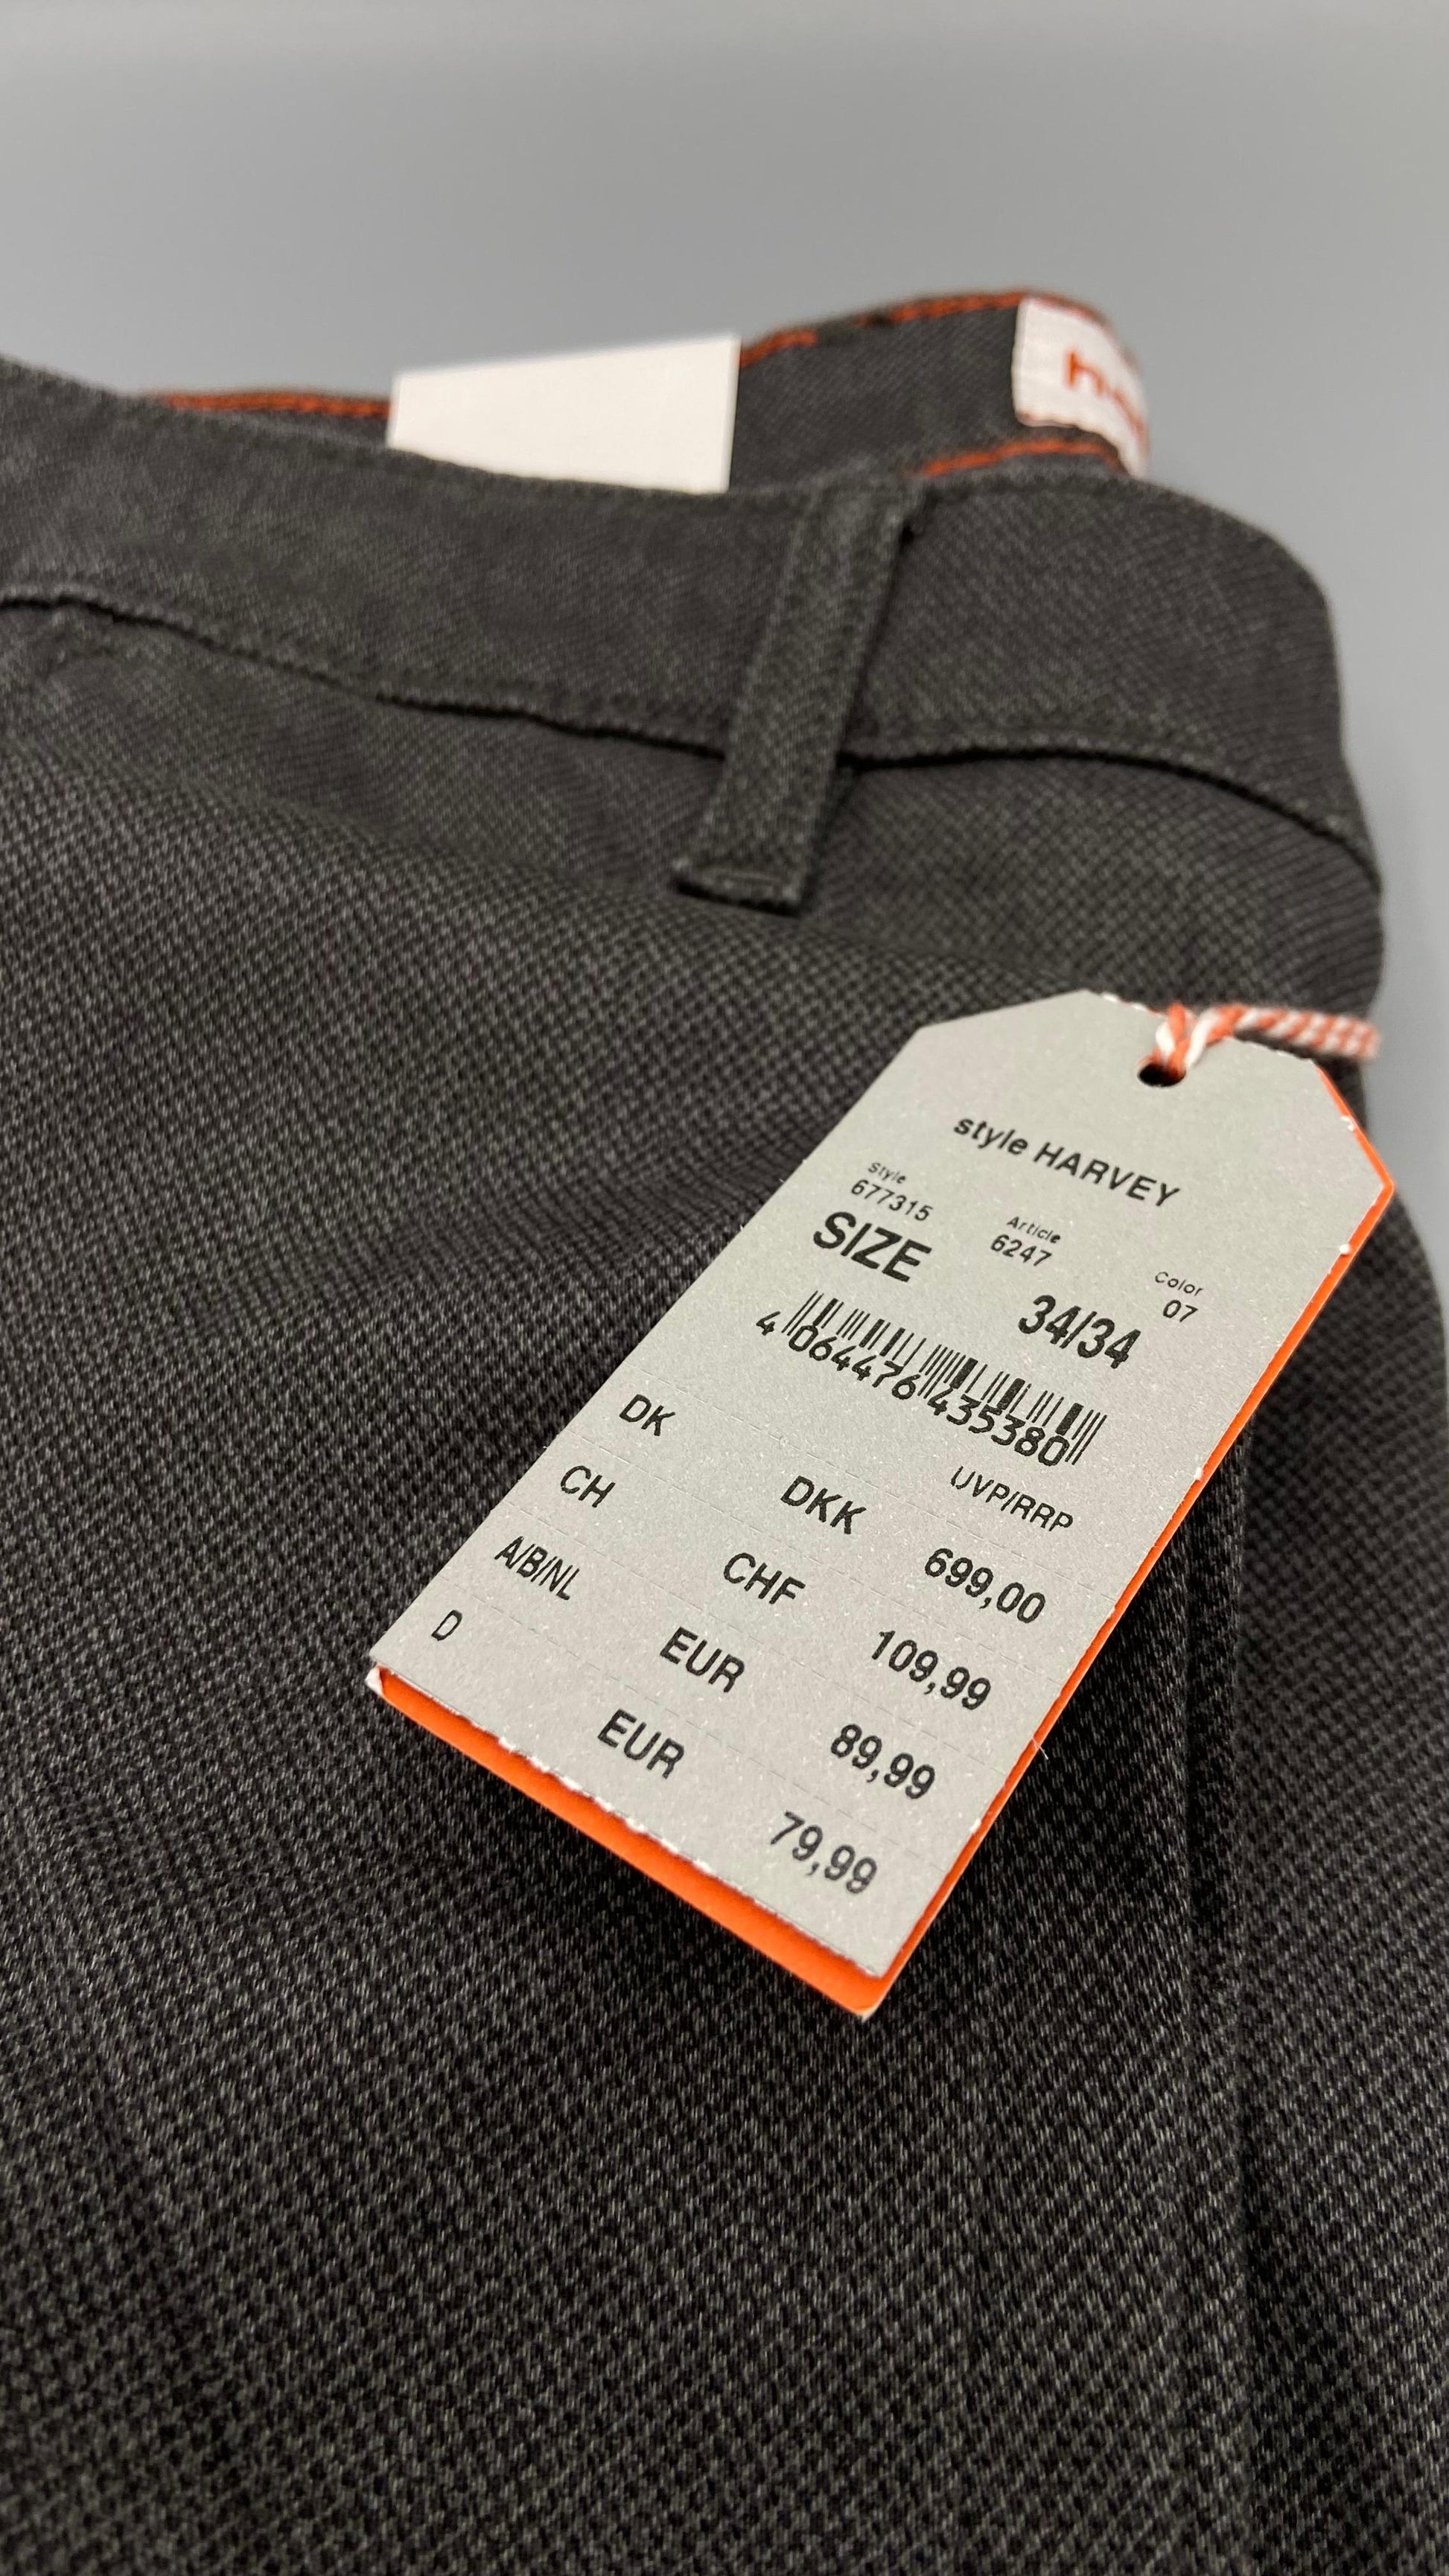 style HARVEY
Style Article Color
677315 6247 07
SIZE 34/34
4 064476 435380
UVP/RRP
DK DKK 699,00
CH CHF 109,99
A/B/NL EUR 89,99
D EUR 79,99